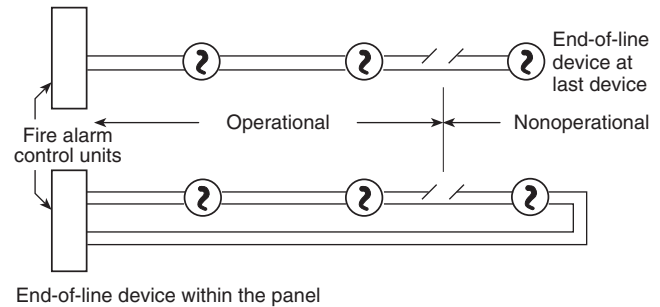 End-of-line
device at
last device
Operational
Nonoperational
Fire alarm
control units
End-of-line device within the panel